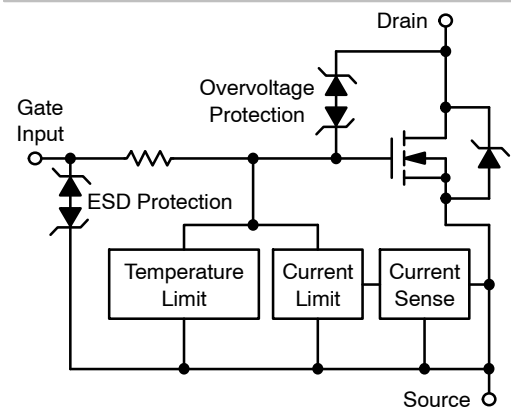 Drain
Overvoltage
Protection
Gate
Input
ESD Protection
Temperature
Limit
Current
Limit
Current
Sense
Source